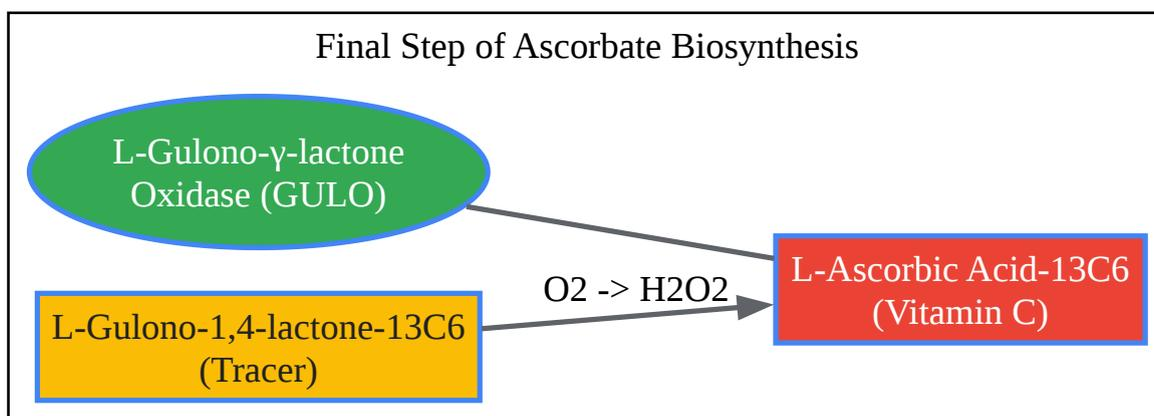 Final Step of Ascorbate Biosynthesis
L-Gulono-γ-lactone
Oxidase (GULO)
O2 -> H2O2
L-Gulono-1,4-lactone-13C6
(Tracer)
L-Ascorbic Acid-13C6
(Vitamin C)